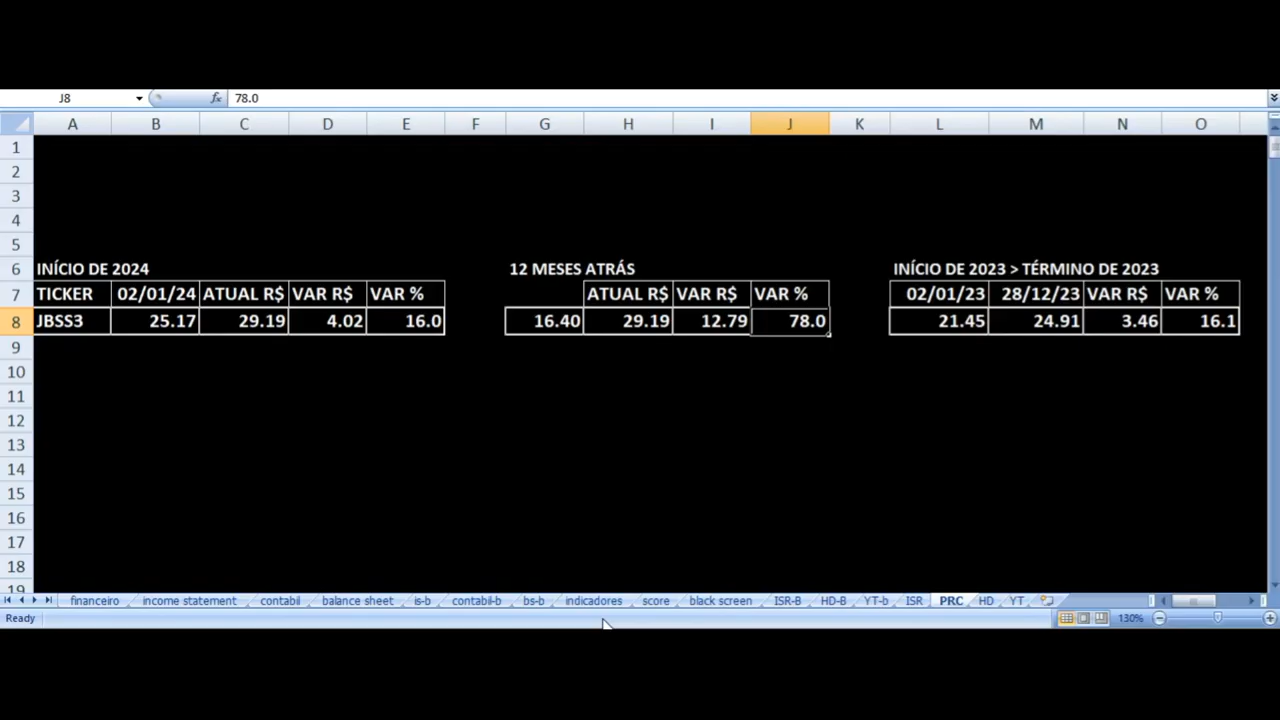 J8 fx 78.0
A B C D E F G H I J K L M N O
1
2
3
4
5
6 INÍCIO DE 2024 12 MESES ATRÁS INÍCIO DE 2023 > TÉRMINO DE 2023
7 TICKER 02/01/24 ATUAL R$ VAR R$ VAR % ATUAL R$ VAR R$ VAR % 02/01/23 28/12/23 VAR R$ VAR %
8 JBSS3 25.17 29.19 4.02 16.0 16.40 29.19 12.79 78.0 21.45 24.91 3.46 16.1
9
10
11
12
13
14
15
16
17
18
19
financeiro income statement contabil balance sheet is-b contabil-b bs-b indicadores score black screen ISR-B HD-B YT-b ISR PRC HD YT
Ready 130%